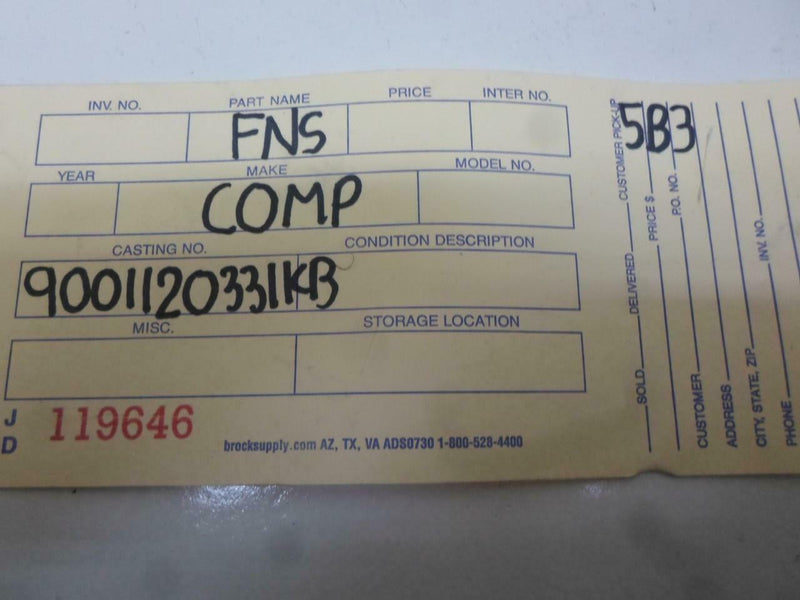 INV. NO. PART NAME PRICE INTER NO.
FNS
YEAR MAKE MODEL NO.
COMP
CASTING NO. CONDITION DESCRIPTION
9001120331KB
MISC. STORAGE LOCATION
J
D
119646
brocksupply.com AZ, TX, VA ADS0730 1-800-528-4400
5B3
SOLD DELIVERED CUSTOMER PICK-UP
PRICE $
P.O. NO.
CUSTOMER
ADDRESS
CITY, STATE, ZIP INV. NO.
PHONE